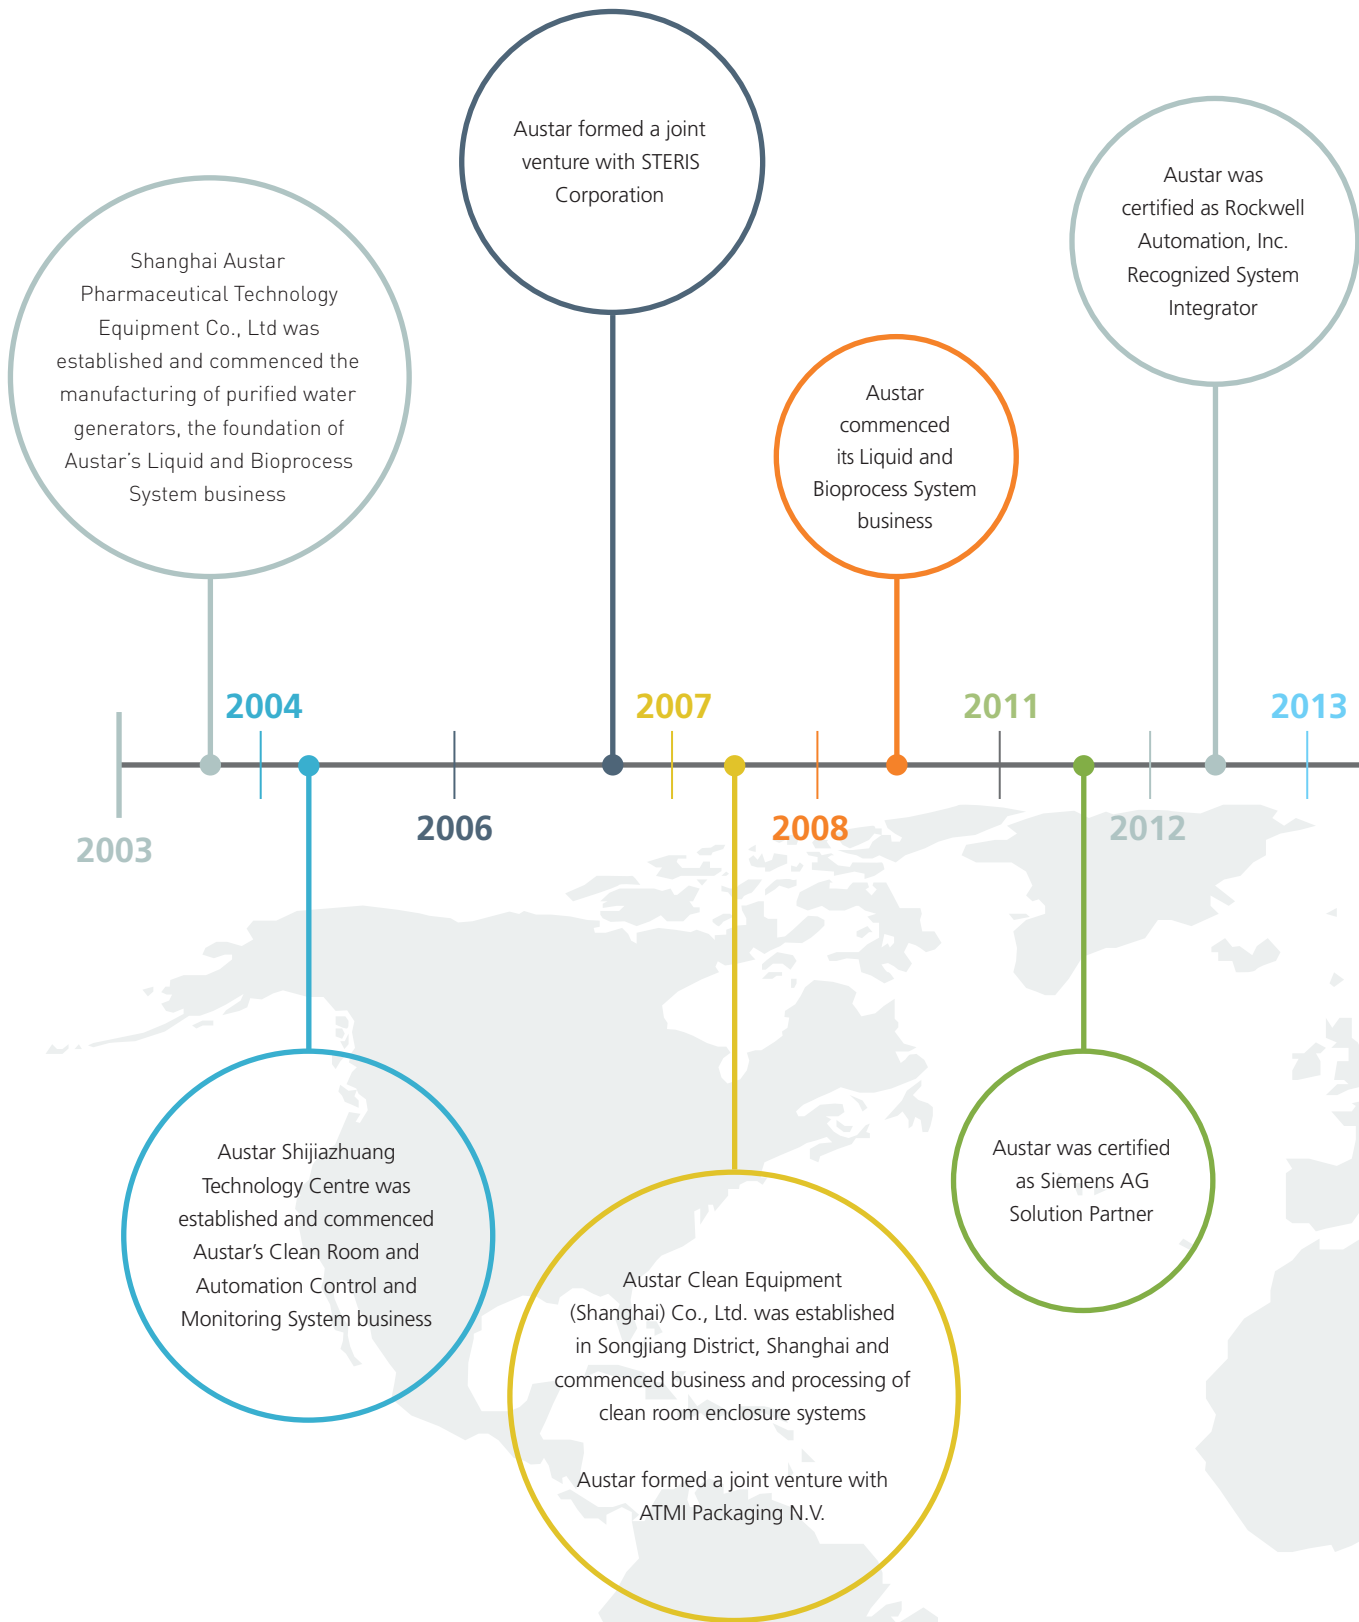 Austar formed a joint
venture with STERIS
Corporation
Austar was
certified as Rockwell
Automation, Inc.
Recognized System
Integrator
Shanghai Austar
Pharmaceutical Technology
Equipment Co., Ltd was
established and commenced the
manufacturing of purified water
generators, the foundation of
Austar's Liquid and Bioprocess
System business
Austar
commenced
its Liquid and
Bioprocess System
business
2004
2007
2011
2013
2003
2006
2008
2012
Austar Shijiazhuang
Technology Centre was
established and commenced
Austar's Clean Room and
Automation Control and
Monitoring System business
Austar was certified
as Siemens AG
Solution Partner
Austar Clean Equipment
(Shanghai) Co., Ltd. was established
in Songjiang District, Shanghai and
commenced business and processing of
clean room enclosure systems
Austar formed a joint venture with
ATMI Packaging N.V.